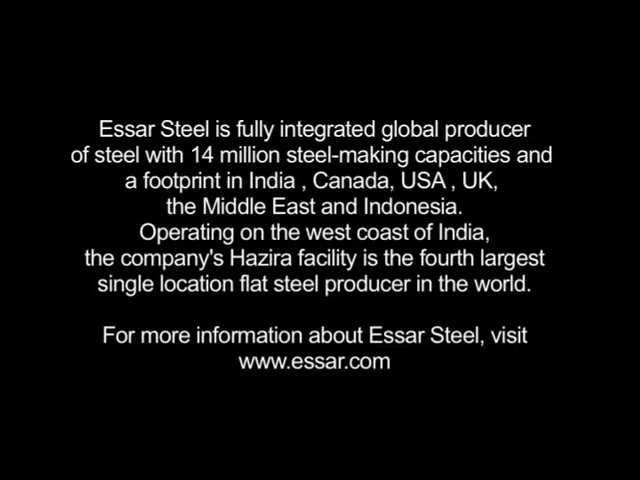 Essar Steel is fully integrated global producer
of steel with 14 million steel-making capacities and
a footprint in India , Canada, USA , UK,
the Middle East and Indonesia.
Operating on the west coast of India,
the company's Hazira facility is the fourth largest
single location flat steel producer in the world.
For more information about Essar Steel, visit
www.essar.com